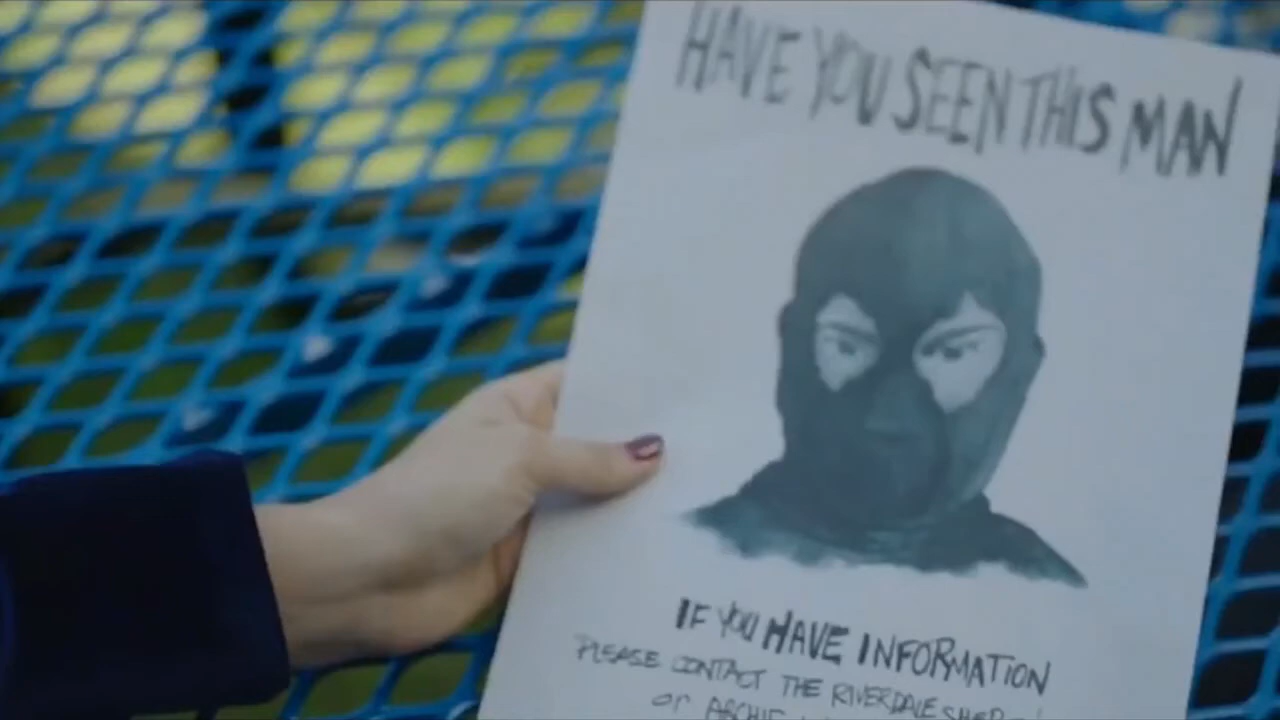 HAVE YOU SEEN THIS MAN
IF YOU HAVE INFORMATION
PLEASE CONTACT THE RIVERDALE
or ARCHIE